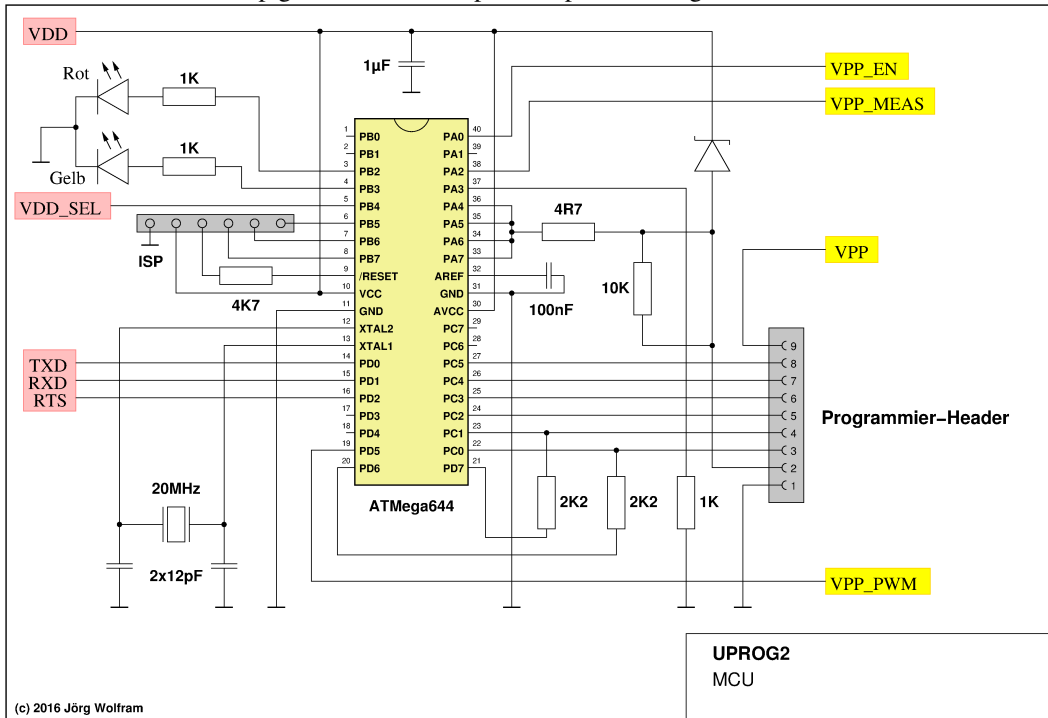 VDD
Rot
1K
1µF
VPP_EN
VPP_MEAS
1K
Gelb
VDD_SEL
ISP
4K7
1 PB0 PA0 40
2 PB1 PA1 39
3 PB2 PA2 38
4 PB3 PA3 37
5 PB4 PA4 36
6 PB5 PA5 35
7 PB6 PA6 34
8 PB7 PA7 33
9 /RESET AREF 32
10 VCC GND 31
11 GND AVCC 30
12 XTAL2 PC7 29
13 XTAL1 PC6 28
14 PD0 PC5 27
15 PD1 PC4 26
16 PD2 PC3 25
17 PD3 PC2 24
18 PD4 PC1 23
19 PD5 PC0 22
20 PD6 PD7 21
ATMega644
4R7
10K
100nF
VPP
TXD
RXD
RTS
9
8
7
6
5
4
3
2
1
Programmier-Header
20MHz
2x12pF
2K2
2K2
1K
VPP_PWM
UPROG2
MCU
(c) 2016 Jörg Wolfram